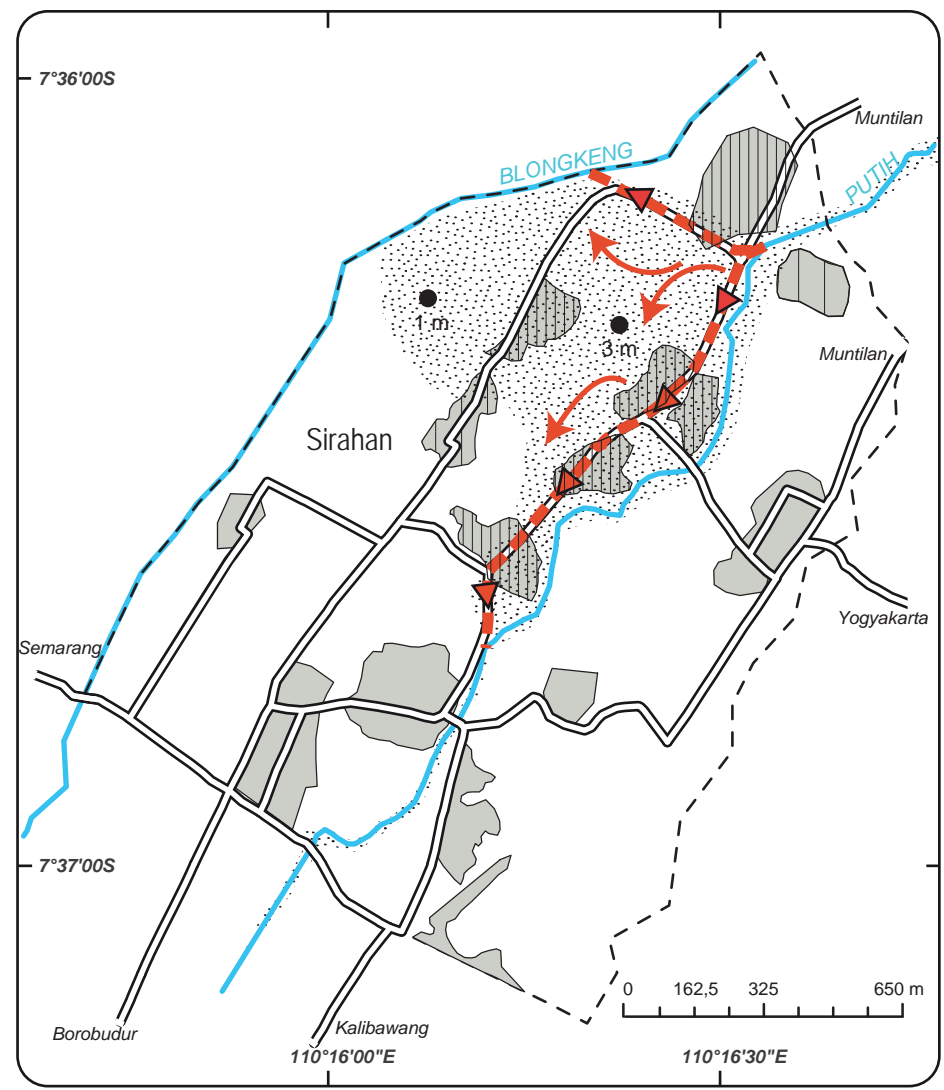 7°36'00S
Muntilan
BLONGKENG
PUTIH
1 m
3 m
Muntilan
Sirahan
Yogyakarta
Semarang
7°37'00S
0 162,5 325 650 m
Borobudur
Kalibawang
110°16'00"E
110°16'30"E